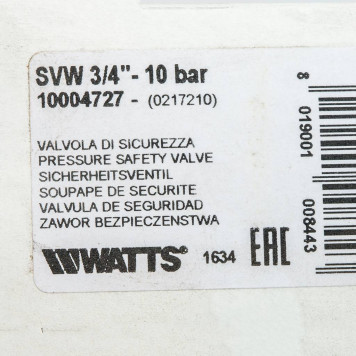 SVW 3/4"- 10 bar
10004727 - (0217210)
VALVOLA DI SICUREZZA
PRESSURE SAFETY VALVE
SICHERHEITSVENTIL
SOUPAPE DE SECURITE
VALVULA DE SEGURIDAD
ZAWOR BEZPIECZENSTWA
WATTS® 1634 EAC
8 019001 008443